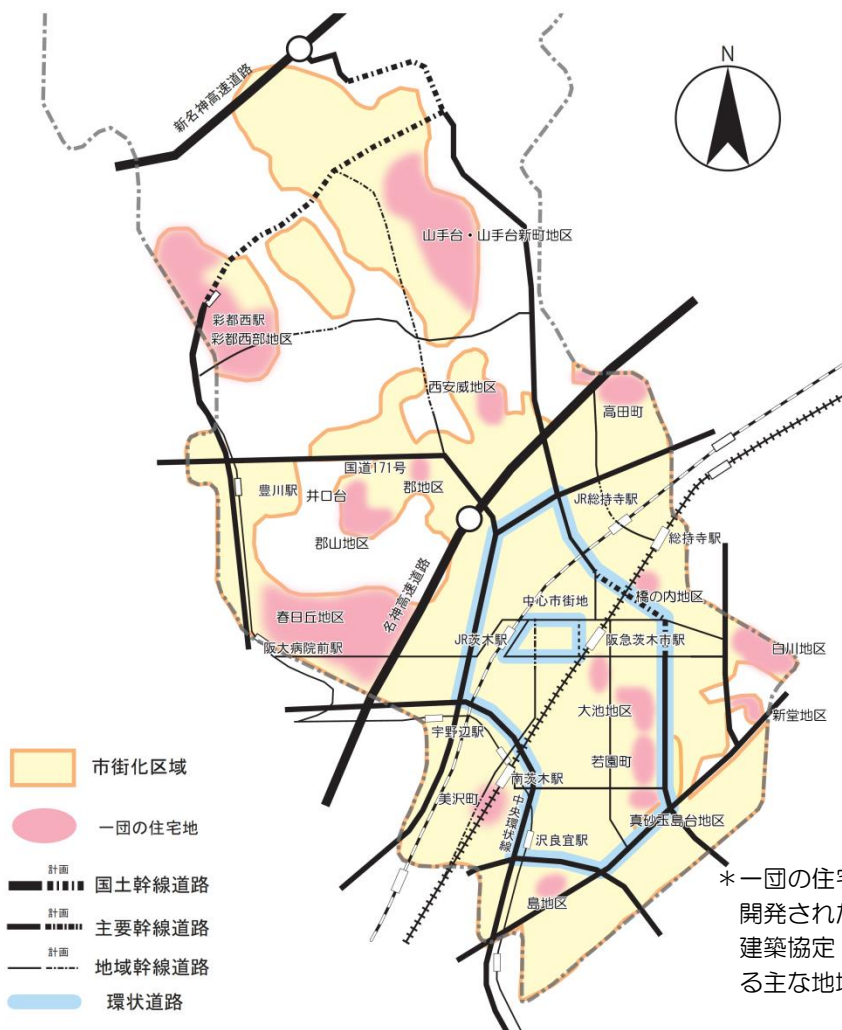 N
新名神高速道路
山手台・山手台新町地区
彩都西駅
彩都西部地区
西安威地区
高田町
国道171号
豊川駅
井口台
郡地区
JR総持寺駅
郡山地区
総持寺駅
名神高速道路
中心市街地
橋の内地区
春日丘地区
JR茨木駅
阪急茨木市駅
白川地区
阪大病院前駅
大池地区
新堂地区
宇野辺駅
若園町
南茨木駅
美沢町
中央環状線
真砂玉島台地区
沢良宜駅
島地区
市街化区域
一団の住宅地
計画
国土幹線道路
計画
主要幹線道路
計画
地域幹線道路
環状道路
*一団の住宅
開発された
建築協定
る主な地域